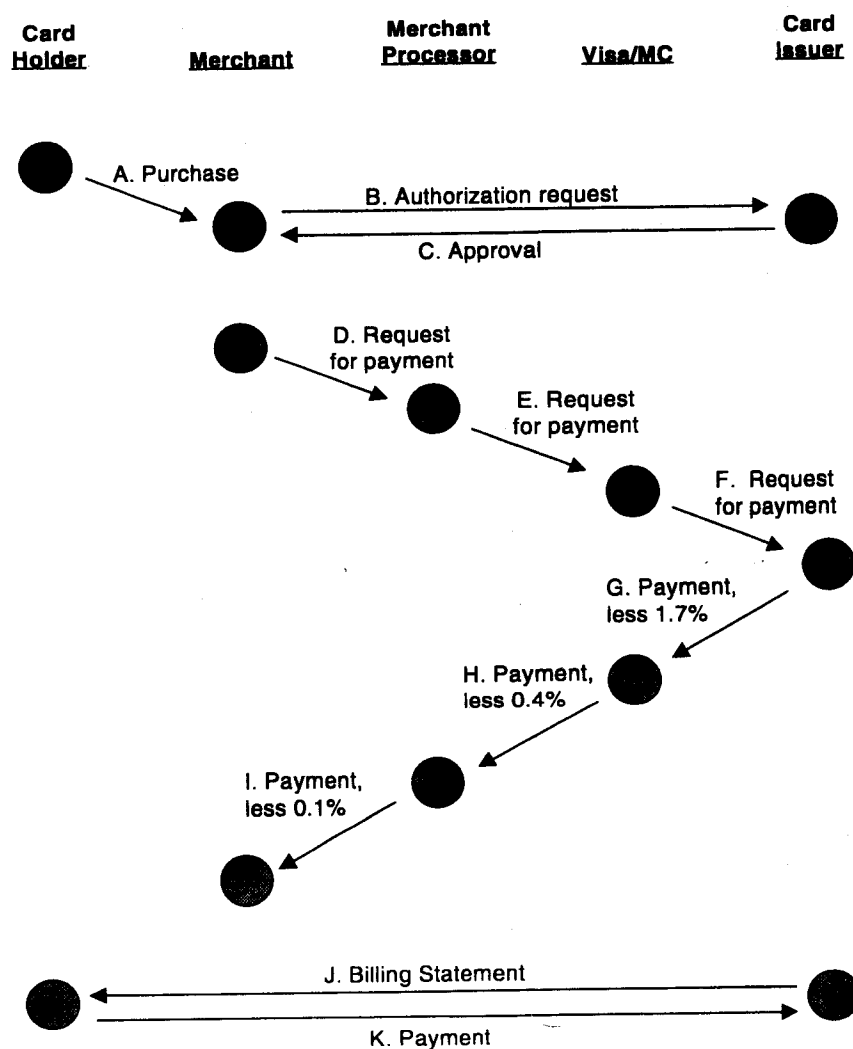 Card
Holder
Merchant
Merchant
Processor
Visa/MC
Card
Issuer
A. Purchase
B. Authorization request
C. Approval
D. Request
for payment
E. Request
for payment
F. Request
for payment
G. Payment,
less 1.7%
H. Payment,
less 0.4%
I. Payment,
less 0.1%
J. Billing Statement
K. Payment